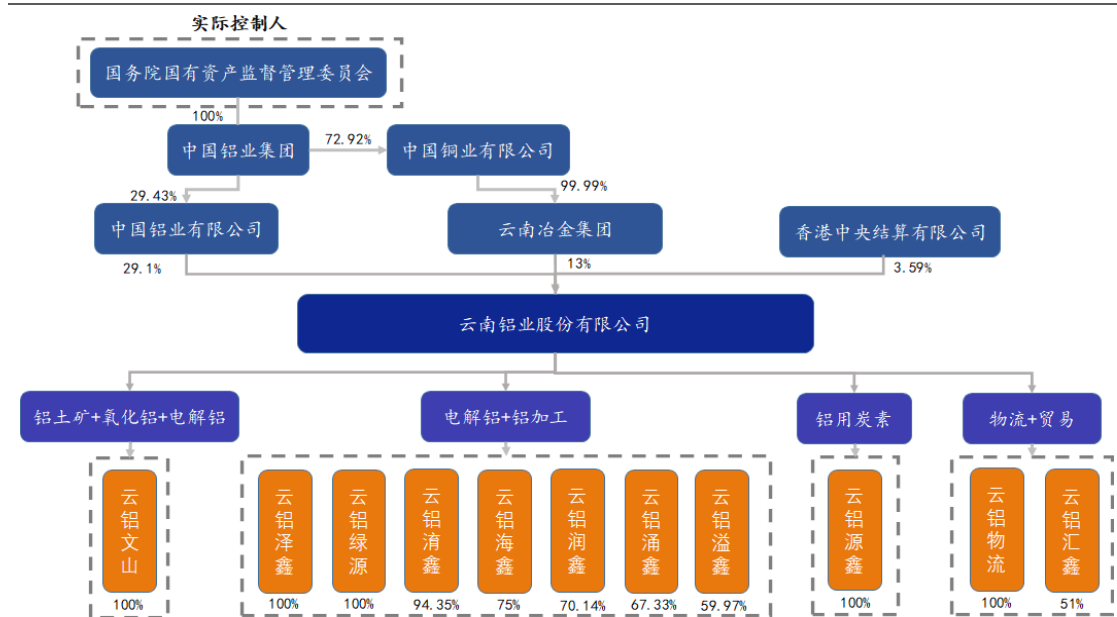 实际控制人
国务院国有资产监督管理委员会
100%
中国铝业集团
72.92%
中国铜业有限公司
29.43%
99.99%
中国铝业有限公司
云南冶金集团
香港中央结算有限公司
29.1%
13%
3.59%
云南铝业股份有限公司
铝土矿+氧化铝+电解铝
电解铝+铝加工
铝用炭素
物流+贸易
云铝文山
云铝泽鑫
云铝绿源
云铝淯鑫
云铝海鑫
云铝润鑫
云铝涌鑫
云铝溢鑫
云铝源鑫
云铝物流
云铝汇鑫
100%
100%
100%
94.35%
75%
70.14%
67.33%
59.97%
100%
100%
51%